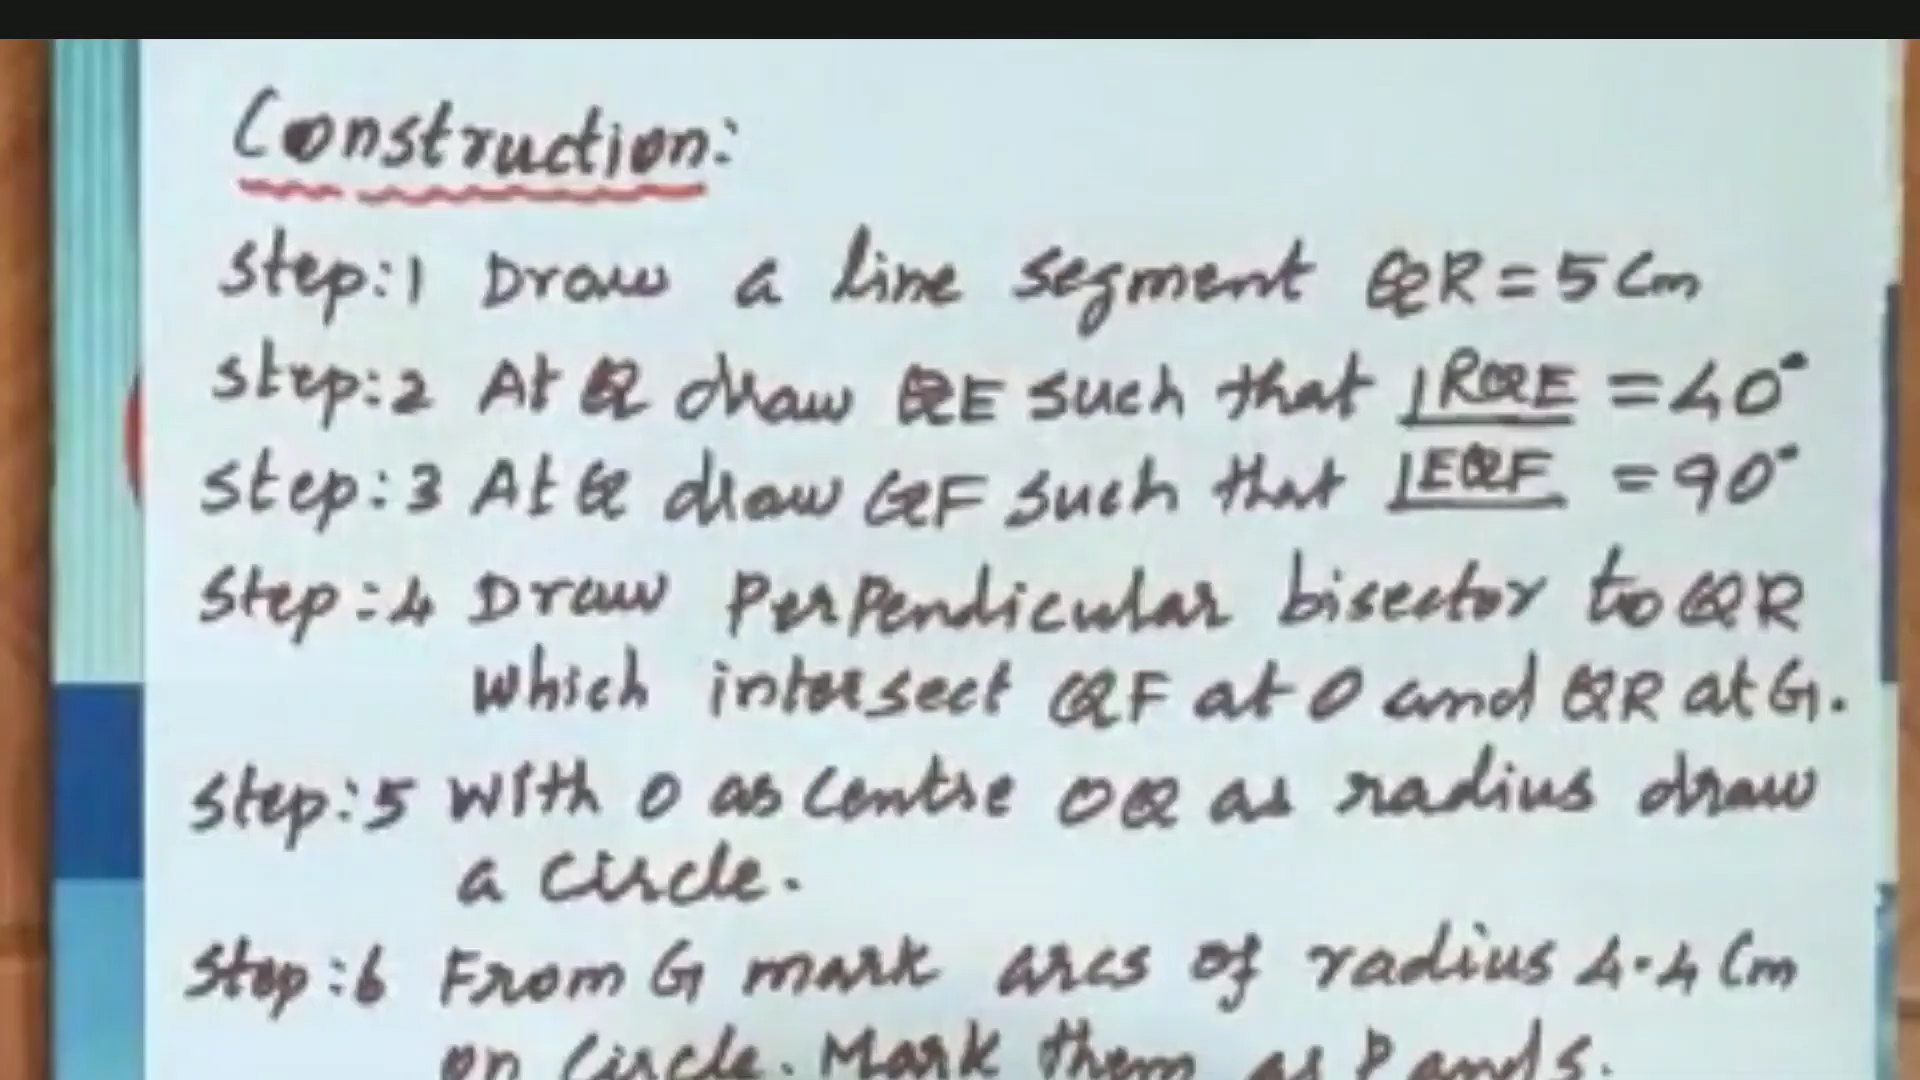 Construction:
Step:1 Draw a line segment QR = 5 Cm
Step:2 At Q draw QE such that ∠RQE = 40°
Step:3 At Q draw QF such that ∠EQF = 90°
Step:4 Draw PerPendicular bisector to QR
which intersect QF at O and QR at G.
Step:5 With O as Centre OQ as radius draw
a Circle.
Step:6 From G mark arcs of radius 4.4 Cm
on Circle. Mark them as P and S.